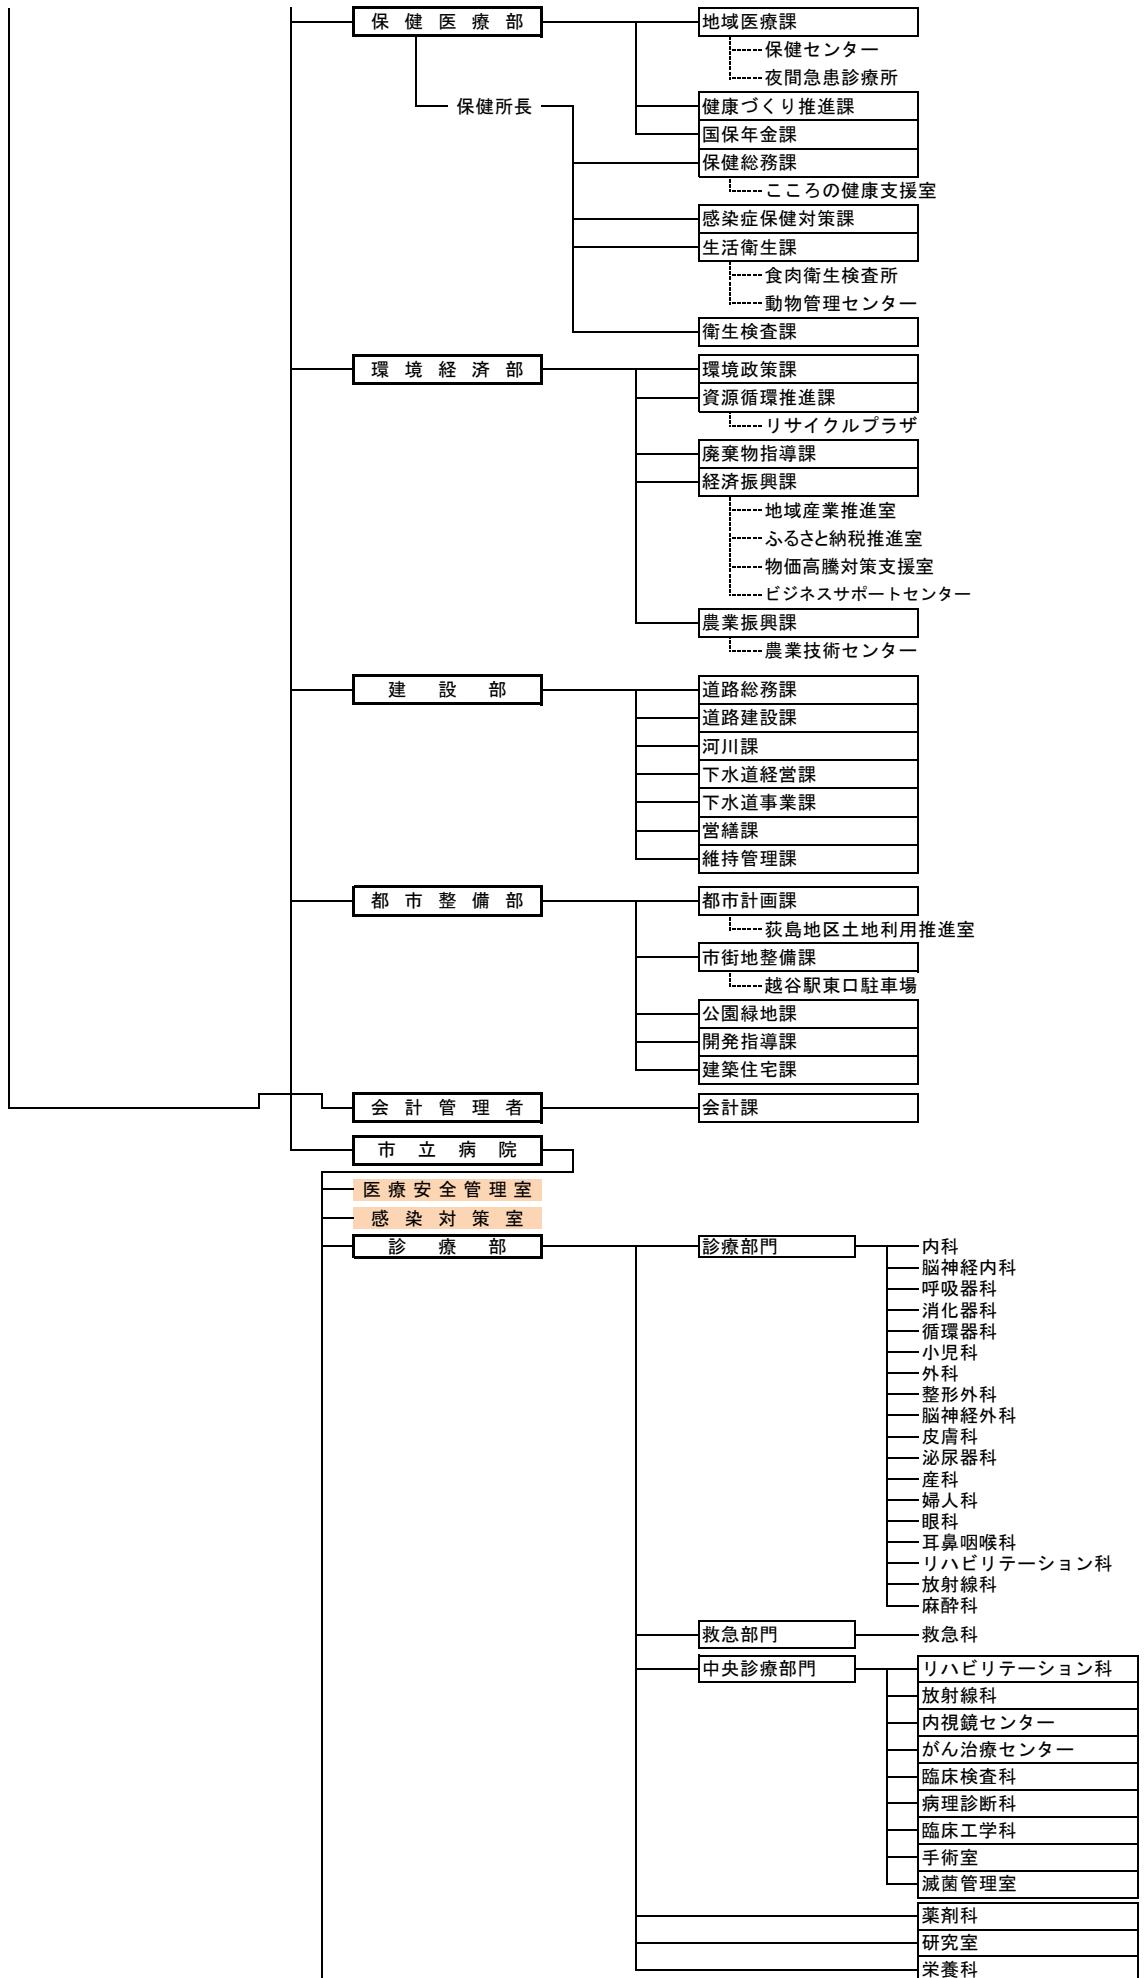 保健医療部
地域医療課
保健センター
夜間急患診療所
保健所長
健康づくり推進課
国保年金課
保健総務課
こころの健康支援室
感染症保健対策課
生活衛生課
食肉衛生検査所
動物管理センター
衛生検査課
環境経済部
環境政策課
資源循環推進課
リサイクルプラザ
廃棄物指導課
経済振興課
地域産業推進室
ふるさと納税推進室
物価高騰対策支援室
ビジネスサポートセンター
農業振興課
農業技術センター
建設部
道路総務課
道路建設課
河川課
下水道経営課
下水道事業課
営繕課
維持管理課
都市整備部
都市計画課
荻島地区土地利用推進室
市街地整備課
越谷駅東口駐車場
公園緑地課
開発指導課
建築住宅課
会計管理者
会計課
市立病院
医療安全管理室
感染対策室
診療部
診療部門
内科
脳神経内科
呼吸器科
消化器科
循環器科
小児科
外科
整形外科
脳神経外科
皮膚科
泌尿器科
産科
婦人科
眼科
耳鼻咽喉科
リハビリテーション科
放射線科
麻酔科
救急部門
救急科
中央診療部門
リハビリテーション科
放射線科
内視鏡センター
がん治療センター
臨床検査科
病理診断科
臨床工学科
手術室
滅菌管理室
薬剤科
研究室
栄養科